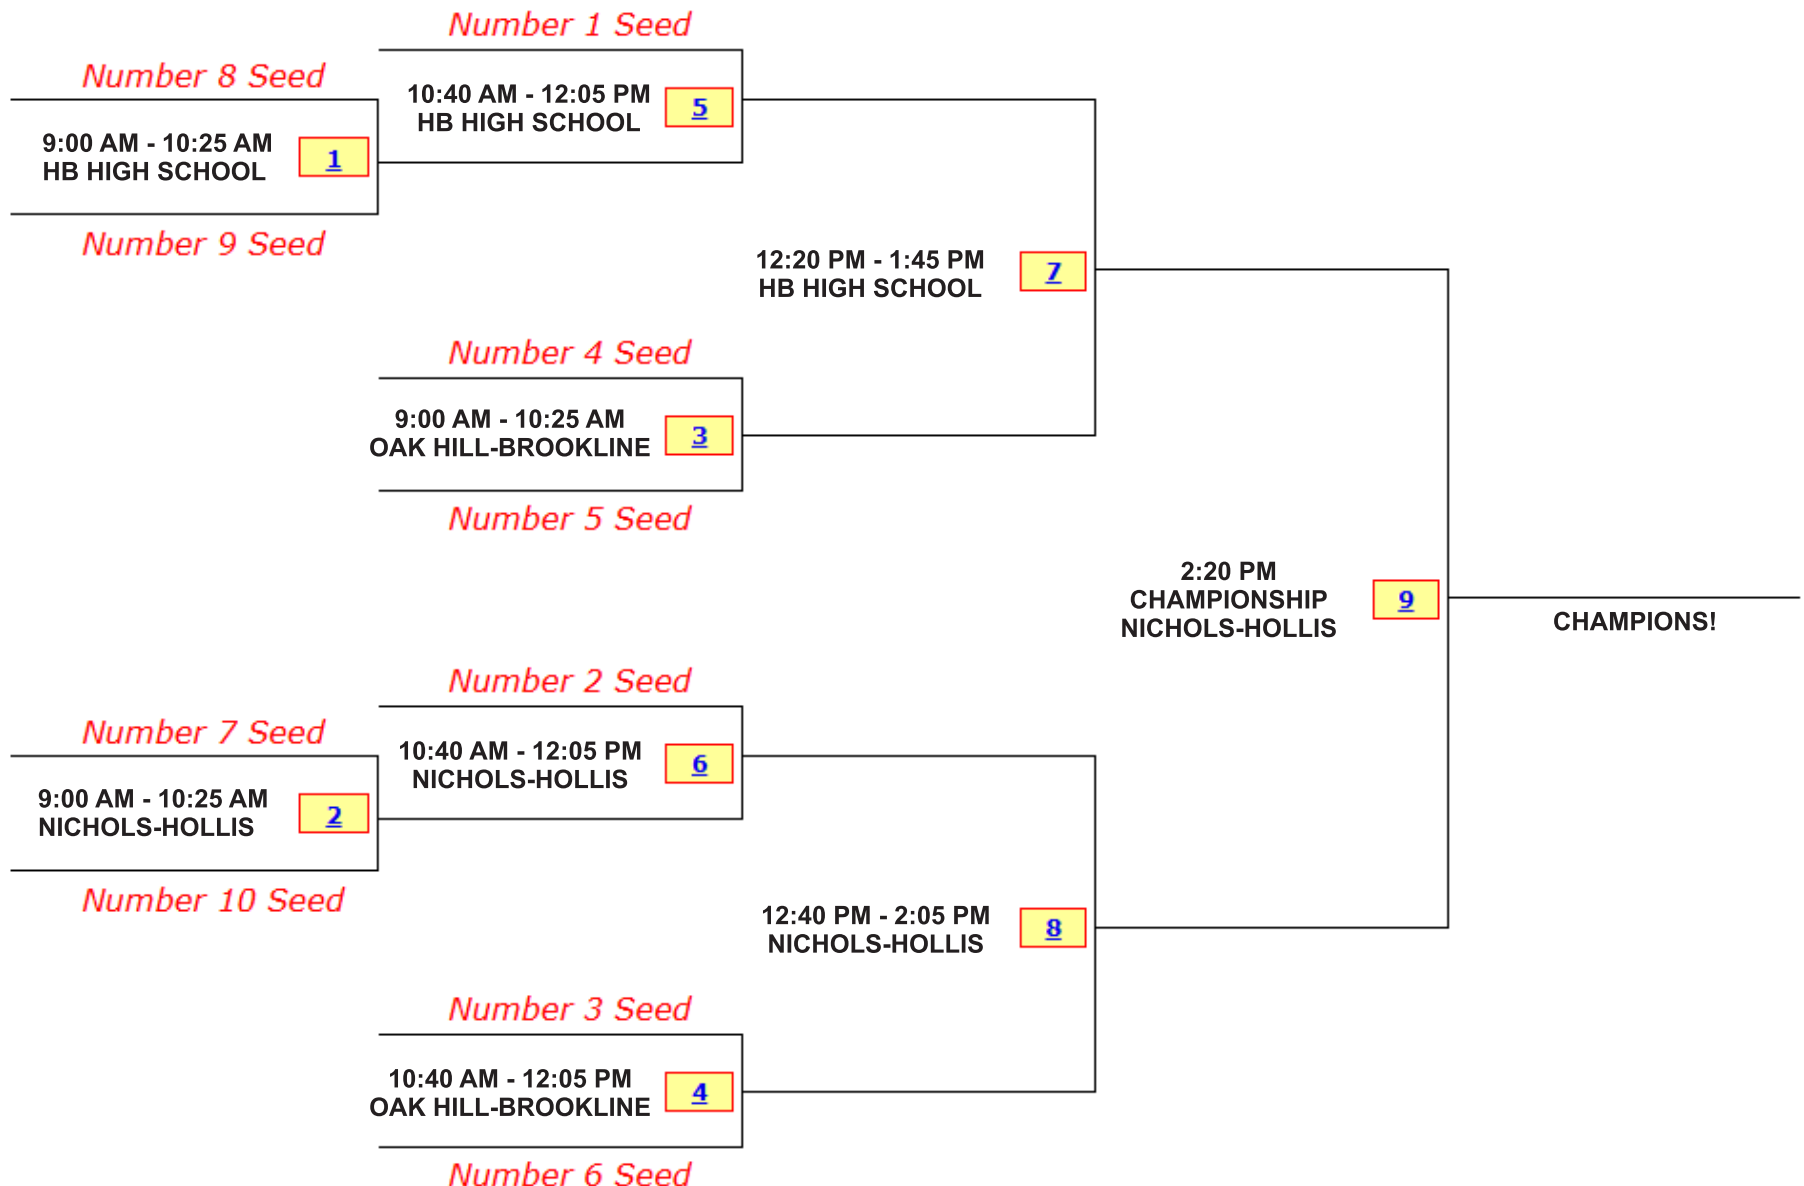 Number 1 Seed
Number 8 Seed
10:40 AM - 12:05 PM
HB HIGH SCHOOL
5
9:00 AM - 10:25 AM
HB HIGH SCHOOL
1
Number 9 Seed
12:20 PM - 1:45 PM
HB HIGH SCHOOL
7
Number 4 Seed
9:00 AM - 10:25 AM
OAK HILL-BROOKLINE
3
Number 5 Seed
2:20 PM
CHAMPIONSHIP
NICHOLS-HOLLIS
9
CHAMPIONS!
Number 2 Seed
Number 7 Seed
10:40 AM - 12:05 PM
NICHOLS-HOLLIS
6
9:00 AM - 10:25 AM
NICHOLS-HOLLIS
2
Number 10 Seed
12:40 PM - 2:05 PM
NICHOLS-HOLLIS
8
Number 3 Seed
10:40 AM - 12:05 PM
OAK HILL-BROOKLINE
4
Number 6 Seed